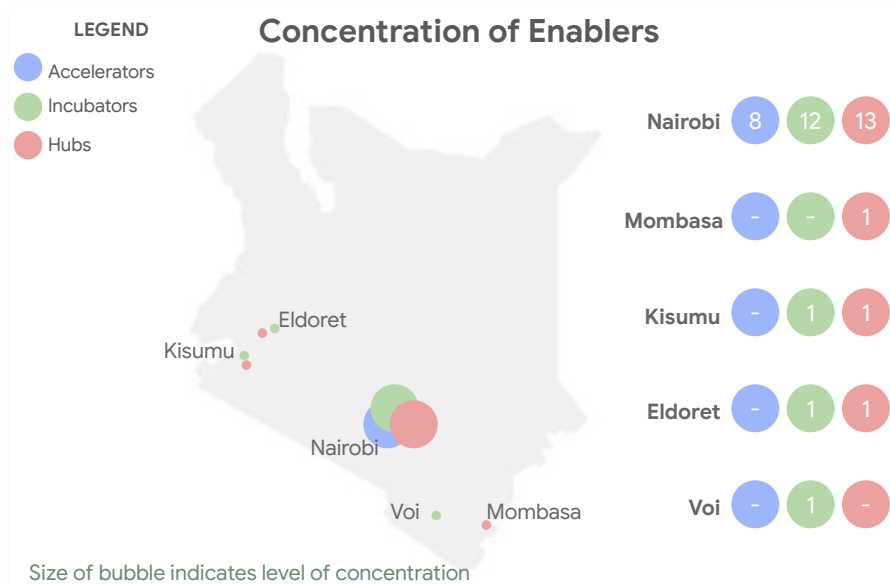 LEGEND
Concentration of Enablers
Accelerators
Incubators
Hubs
Nairobi 8 12 13
Mombasa - - 1
Kisumu - 1 1
Eldoret - 1 1
Voi - 1 -
Eldoret
Kisumu
Nairobi
Voi
Mombasa
Size of bubble indicates level of concentration